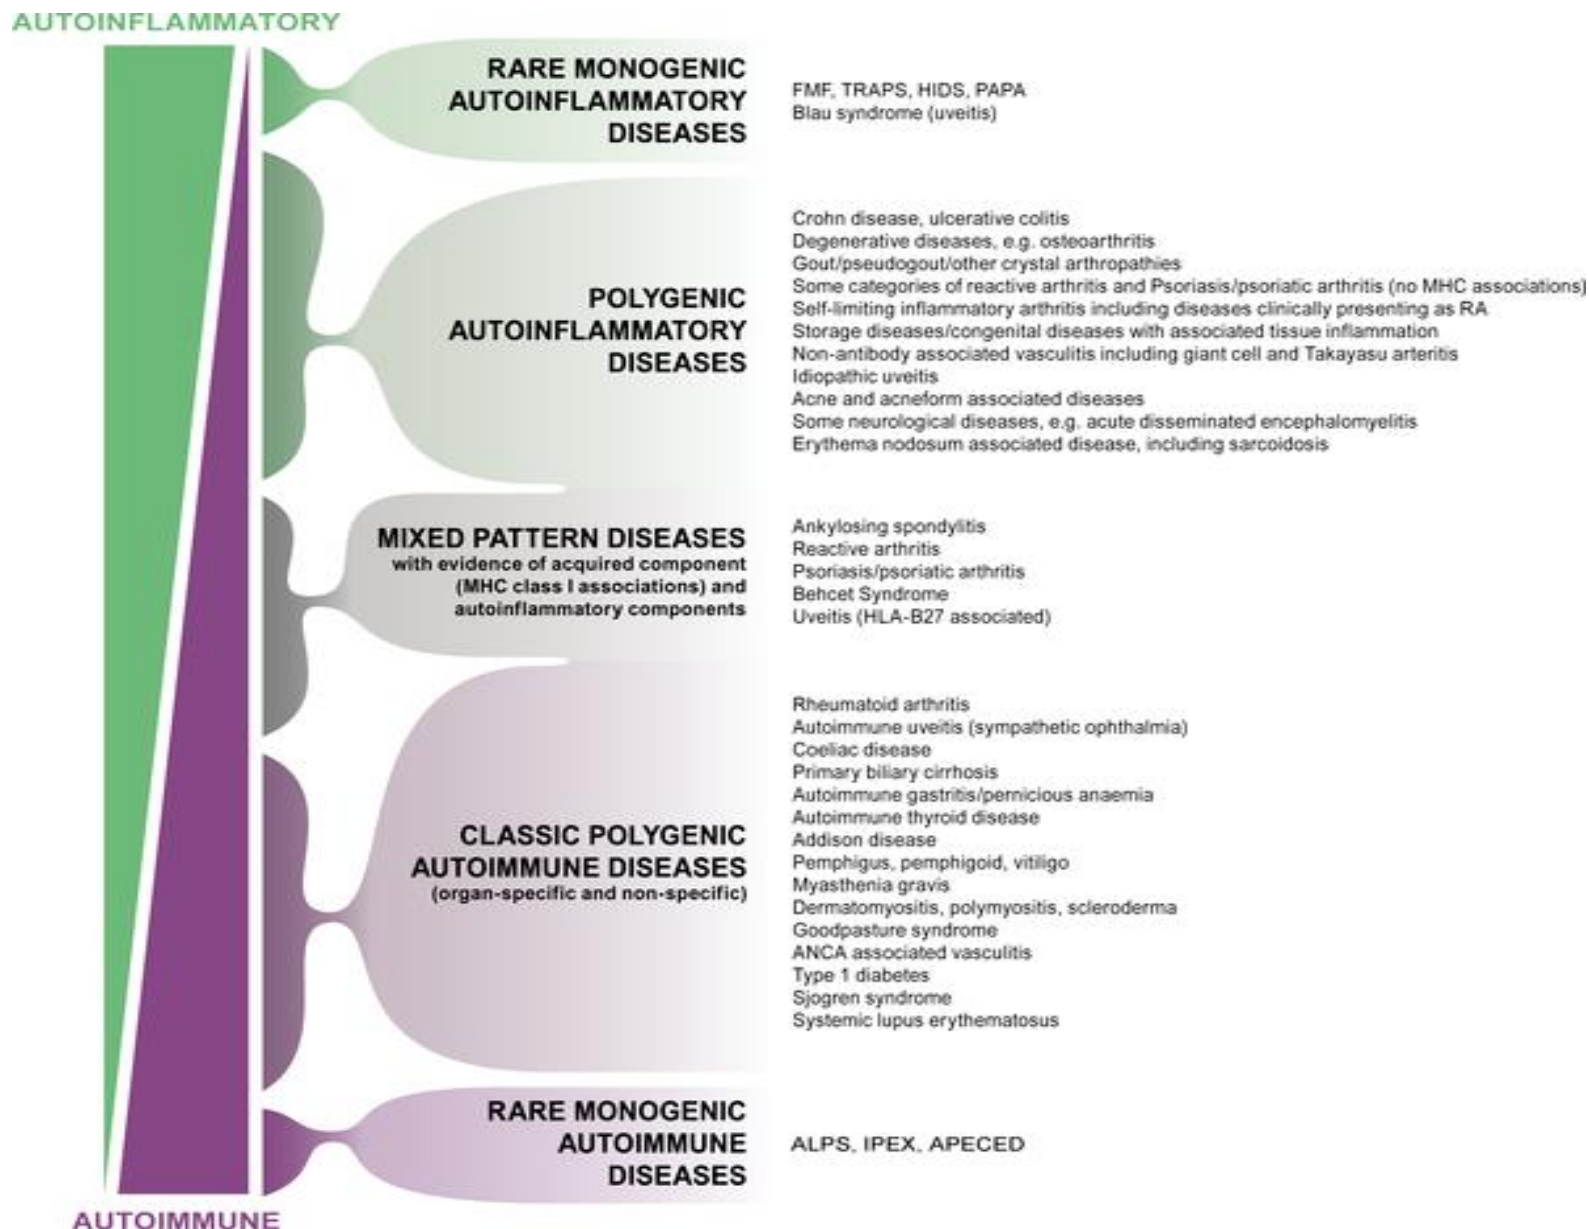 AUTOINFLAMMATORY
RARE MONOGENIC
AUTOINFLAMMATORY
DISEASES
FMF, TRAPS, HIDS, PAPA
Blau syndrome (uveitis)
POLYGENIC
AUTOINFLAMMATORY
DISEASES
Crohn disease, ulcerative colitis
Degenerative diseases, e.g. osteoarthritis
Gout/pseudogout/other crystal arthropathies
Some categories of reactive arthritis and Psoriasis/psoriatic arthritis (no MHC associations)
Self-limiting inflammatory arthritis including diseases clinically presenting as RA
Storage diseases/congenital diseases with associated tissue inflammation
Non-antibody associated vasculitis including giant cell and Takayasu arteritis
Idiopathic uveitis
Acne and acneform associated diseases
Some neurological diseases, e.g. acute disseminated encephalomyelitis
Erythema nodosum associated disease, including sarcoidosis
MIXED PATTERN DISEASES
with evidence of acquired component
(MHC class I associations) and
autoinflammatory components
Ankylosing spondylitis
Reactive arthritis
Psoriasis/psoriatic arthritis
Behcet Syndrome
Uveitis (HLA-B27 associated)
CLASSIC POLYGENIC
AUTOIMMUNE DISEASES
(organ-specific and non-specific)
Rheumatoid arthritis
Autoimmune uveitis (sympathetic ophthalmia)
Coeliac disease
Primary biliary cirrhosis
Autoimmune gastritis/pernicious anaemia
Autoimmune thyroid disease
Addison disease
Pemphigus, pemphigoid, vitiligo
Myasthenia gravis
Dermatomyositis, polymyositis, scleroderma
Goodpasture syndrome
ANCA associated vasculitis
Type 1 diabetes
Sjogren syndrome
Systemic lupus erythematosus
RARE MONOGENIC
AUTOIMMUNE
DISEASES
ALPS, IPEX, APECED
AUTOIMMUNE